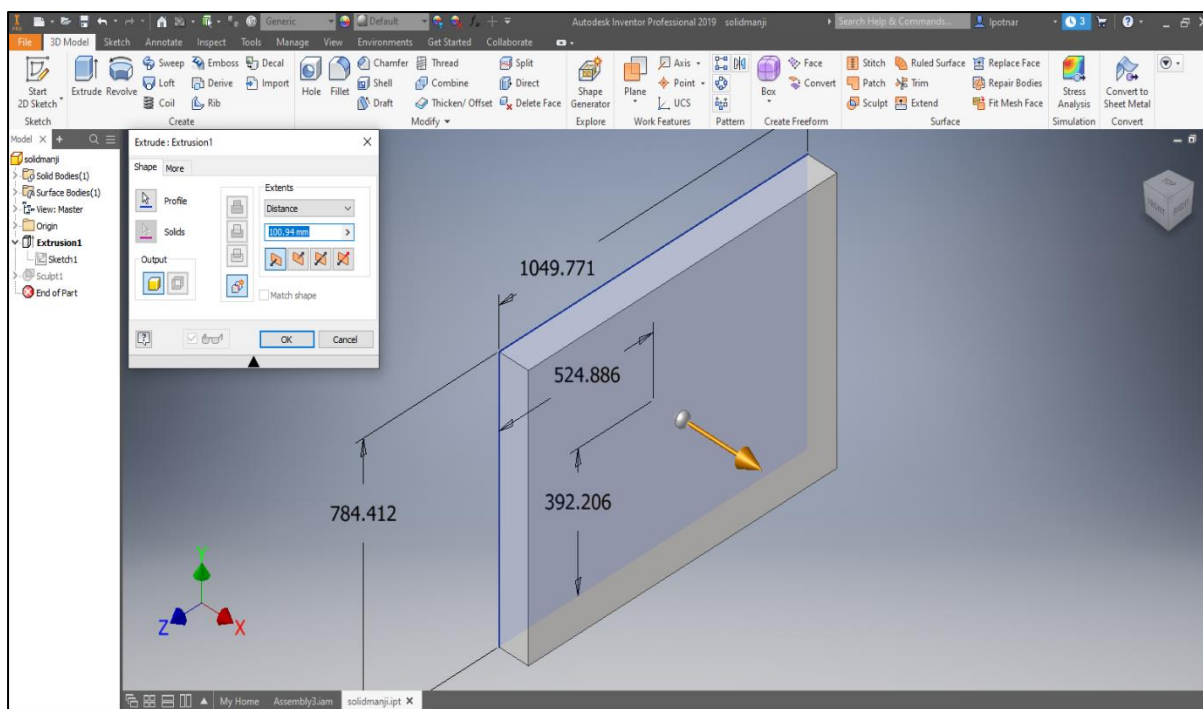 PRO Generic Default Autodesk Inventor Professional 2019 solidmanji Search Help & Commands... lpotnar 3
File 3D Model Sketch Annotate Inspect Tools Manage View Environments Get Started Collaborate
Start 2D Sketch Extrude Revolve Sweep Emboss Decal Loft Derive Import Coil Rib
Hole Fillet Chamfer Thread Split Shell Combine Direct Draft Thicken/ Offset Delete Face
Shape Generator Plane Axis Point UCS
Box Face Convert
Stitch Ruled Surface Replace Face Patch Trim Repair Bodies Sculpt Extend Fit Mesh Face
Stress Analysis Convert to Sheet Metal
Sketch Create Modify Explore Work Features Pattern Create Freeform Surface Simulation Convert
Model
solidmanji
Solid Bodies(1)
Surface Bodies(1)
View: Master
Origin
Extrusion1
Sketch1
Sculpt1
End of Part
Extrude : Extrusion1
Shape More
Profile
Solids
Output
Extents
Distance
100.94 mm
Match shape
OK Cancel
FRONT RIGHT
1049.771
524.886
784.412
392.206
Y
Z X
My Home Assembly3.iam solidmanji.ipt